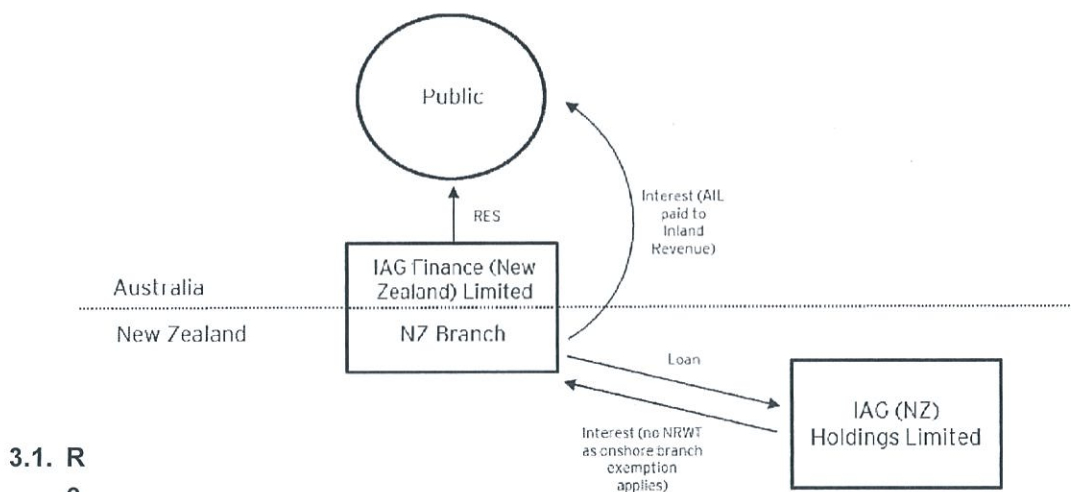 Public
RES
Interest (AIL
paid to
Inland
Revenue)
IAG Finance (New
Zealand) Limited
Australia
New Zealand
NZ Branch
Loan
IAG (NZ)
Holdings Limited
Interest (no NRWT
as onshore branch
exemption
applies)
3.1. R